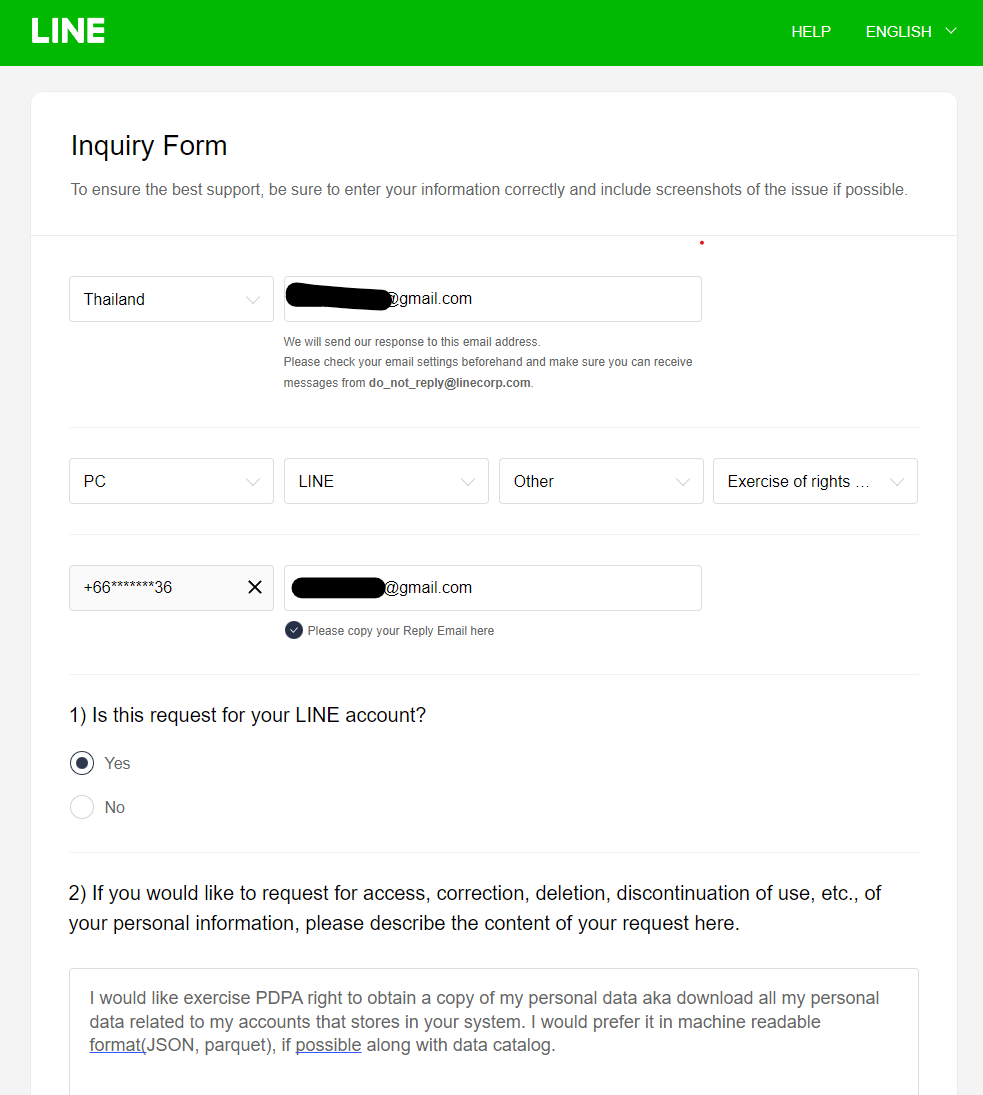 LINE
HELP ENGLISH
Inquiry Form
To ensure the best support, be sure to enter your information correctly and include screenshots of the issue if possible.
Thailand @gmail.com
We will send our response to this email address.
Please check your email settings beforehand and make sure you can receive
messages from do_not_reply@linecorp.com.
PC LINE Other Exercise of rights ...
+66*******36 @gmail.com
Please copy your Reply Email here
1) Is this request for your LINE account?
Yes
No
2) If you would like to request for access, correction, deletion, discontinuation of use, etc., of
your personal information, please describe the content of your request here.
I would like exercise PDPA right to obtain a copy of my personal data aka download all my personal
data related to my accounts that stores in your system. I would prefer it in machine readable
format(JSON, parquet), if possible along with data catalog.